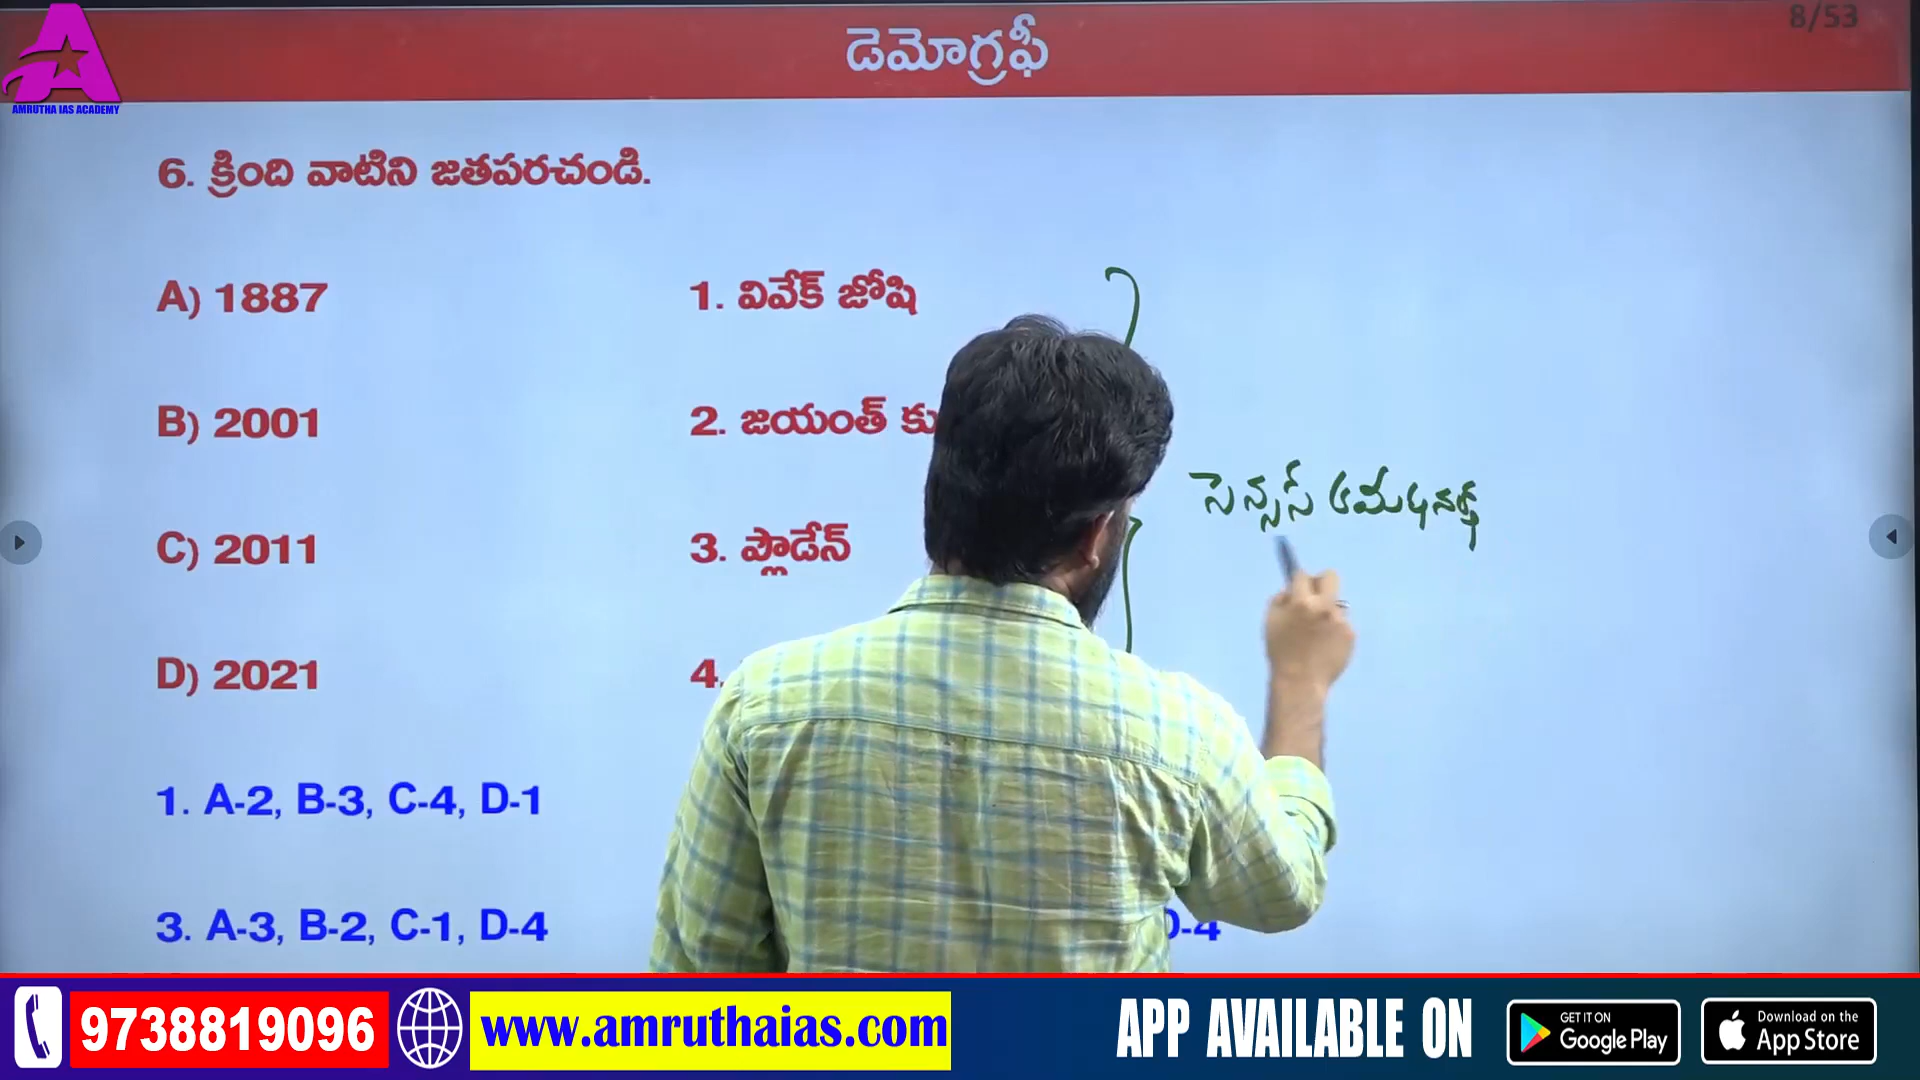 8/53
డెమోగ్రఫీ
AMRUTHA IAS ACADEMY
6. క్రింది వాటిని జతపరచండి.
A) 1887 1. వివేక్ జోషి
B) 2001 2. జయంత్
C) 2011 3. ప్లౌడేన్
D) 2021 4.
సెన్సస్
1. A-2, B-3, C-4, D-1
3. A-3, B-2, C-1, D-4
D-4
9738819096 www.amruthaias.com APP AVAILABLE ON GET IT ON Google Play Download on the App Store